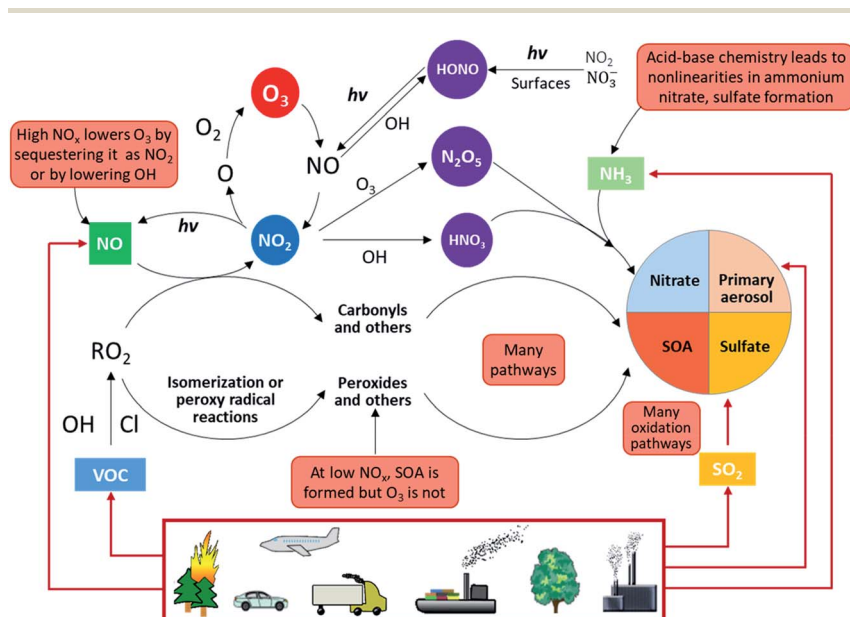 hv
HONO
hv
NO2
NO3−
Surfaces
Acid-base chemistry leads to
nonlinearities in ammonium
nitrate, sulfate formation
O3
hv
OH
O2
High NOx lowers O3 by
sequestering it as NO2
or by lowering OH
O
NO
N2O5
O3
NH3
NO
hv
NO2
OH
HNO3
Nitrate
Primary
aerosol
SOA
Sulfate
Carbonyls
and others
RO2
Many
pathways
Isomerization or
peroxy radical
reactions
Peroxides
and others
OH
Cl
Many
oxidation
pathways
At low NOx, SOA is
formed but O3 is not
VOC
SO2